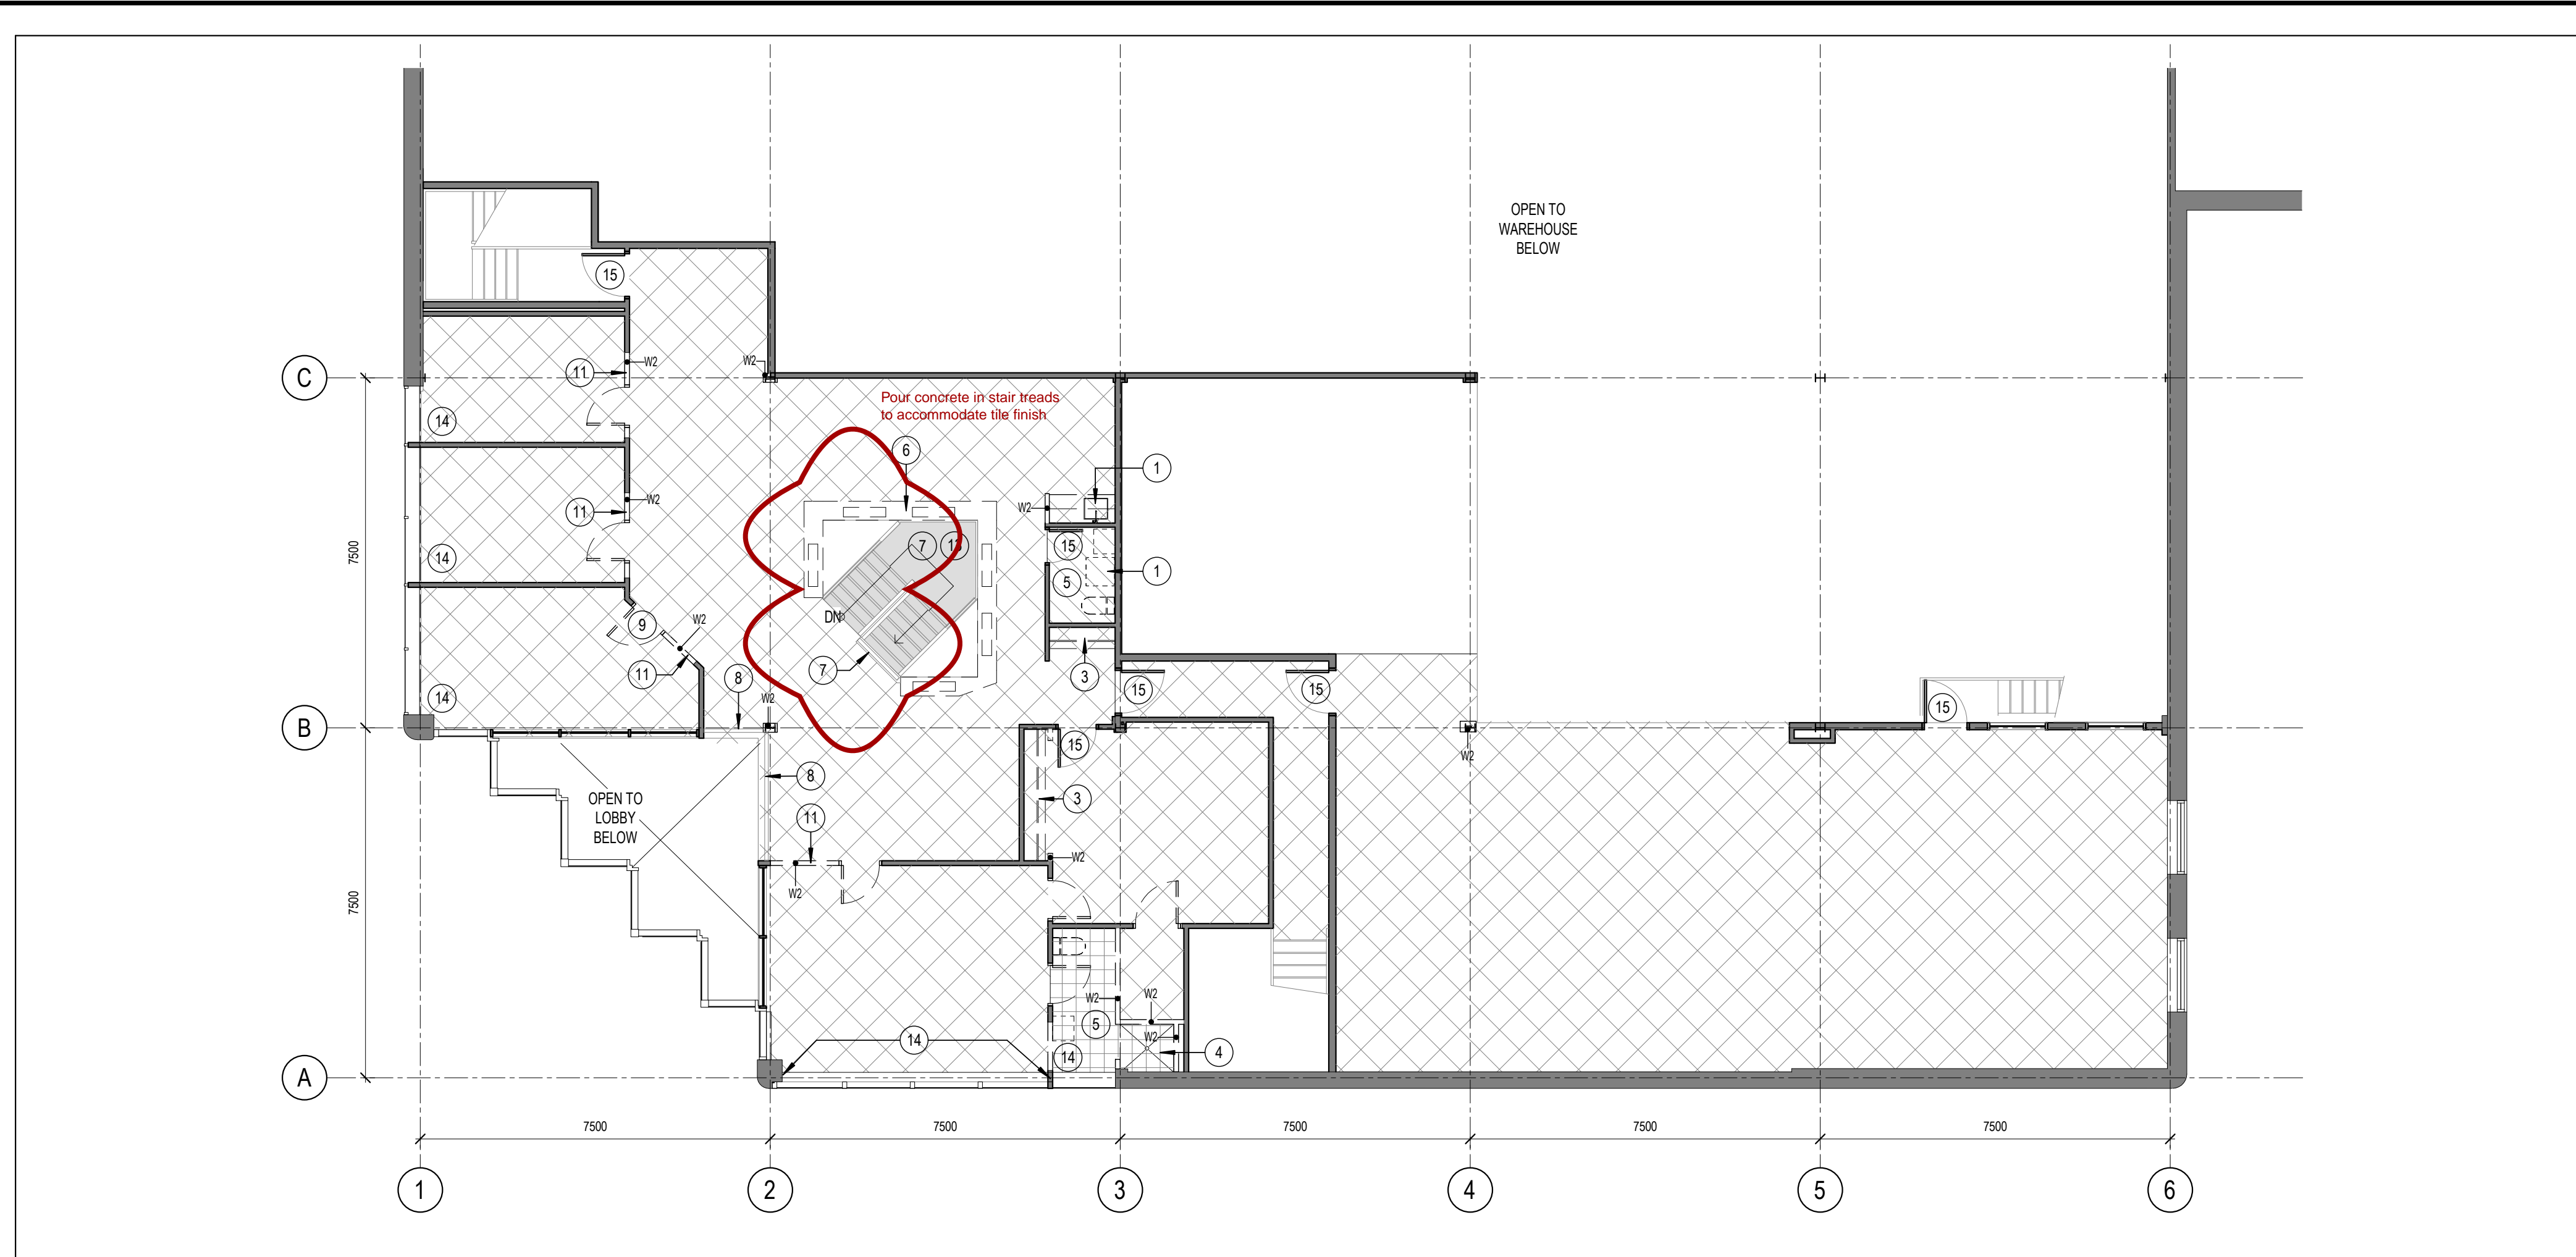 OPEN TO
WAREHOUSE
BELOW
15
W2
W2
11
C
Pour concrete in stair treads
to accommodate tile finish
14
6
1
W2
11
W2
7
15
7500
14
1
5
DN
9
W2
11
7
3
8
15
15
14
W2
15
B
15
W2
8
OPEN TO
LOBBY
BELOW
3
11
W2
W2
7500
W2
W2
5
W2
14
14
4
A
7500
7500
7500
7500
7500
1
2
3
4
5
6